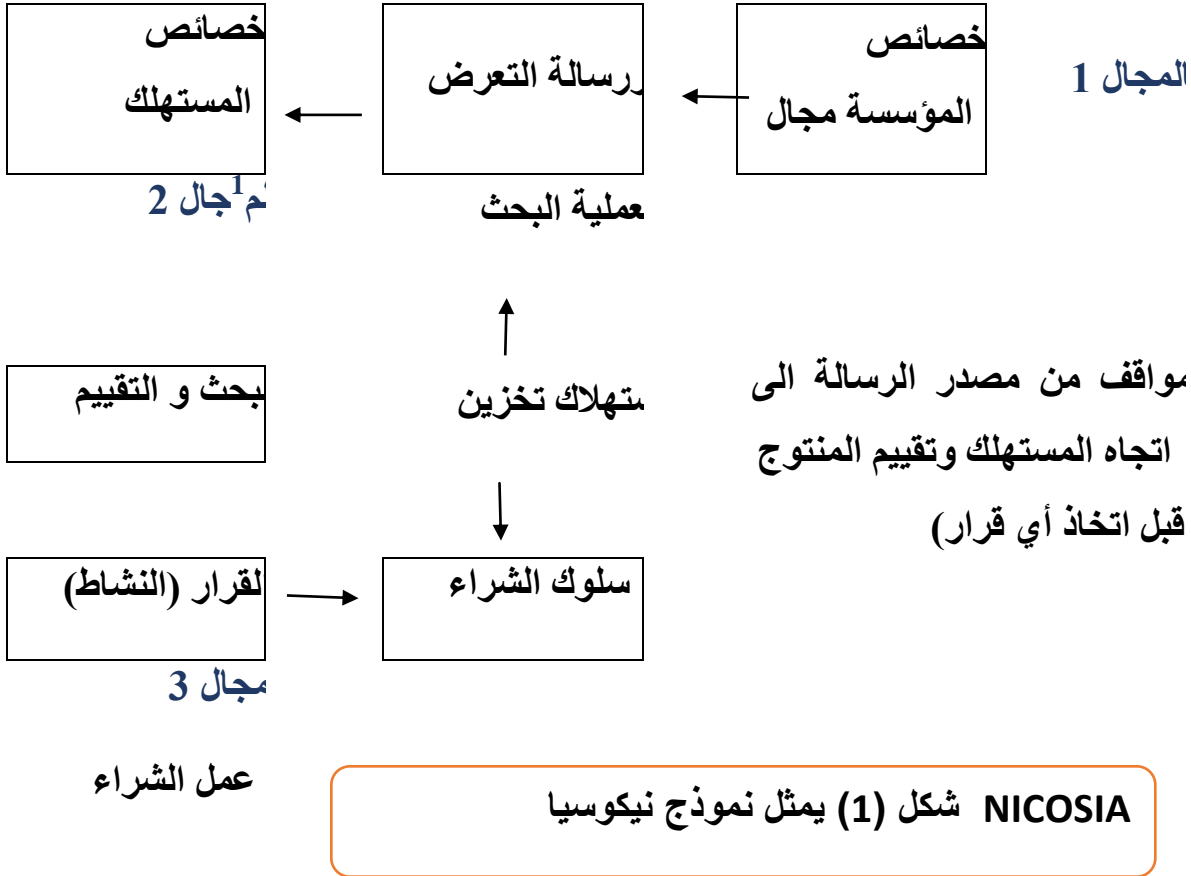 المجال 1
خصائص
المؤسسة مجال
رسالة التعرض
خصائص
المستهلك
عملية البحث
جال 2
مواقف من مصدر الرسالة الى
اتجاه المستهلك وتقييم المنتوج
قبل اتخاذ أي قرار)
ستهلاك تخزين
لبحث و التقييم
سلوك الشراء
لقرار (النشاط)
مجال 3
عمل الشراء
شكل (1) يمثل نموذج نيكوسيا NICOSIA